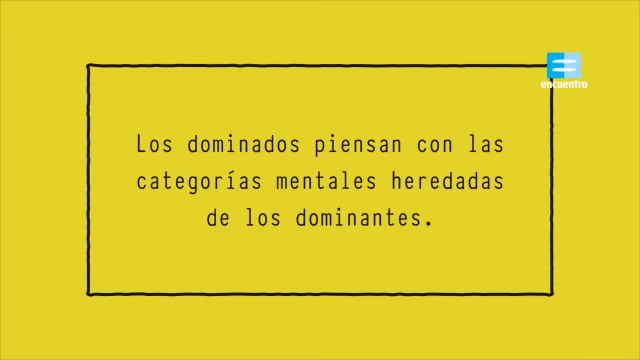 encuentro
Los dominados piensan con las
categorías mentales heredadas
de los dominantes.